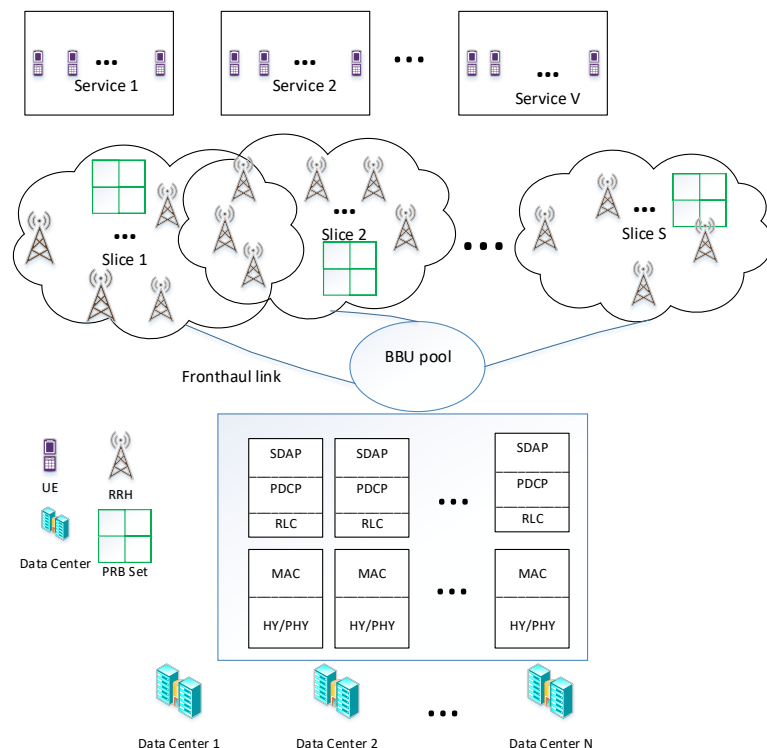 Service 1
Service 2
Service V
Slice 1
Slice 2
Slice S
BBU pool
Fronthaul link
UE
RRH
Data Center
PRB Set
SDAP
PDCP
RLC
SDAP
PDCP
RLC
SDAP
PDCP
RLC
MAC
HY/PHY
MAC
HY/PHY
MAC
HY/PHY
Data Center 1
Data Center 2
Data Center N